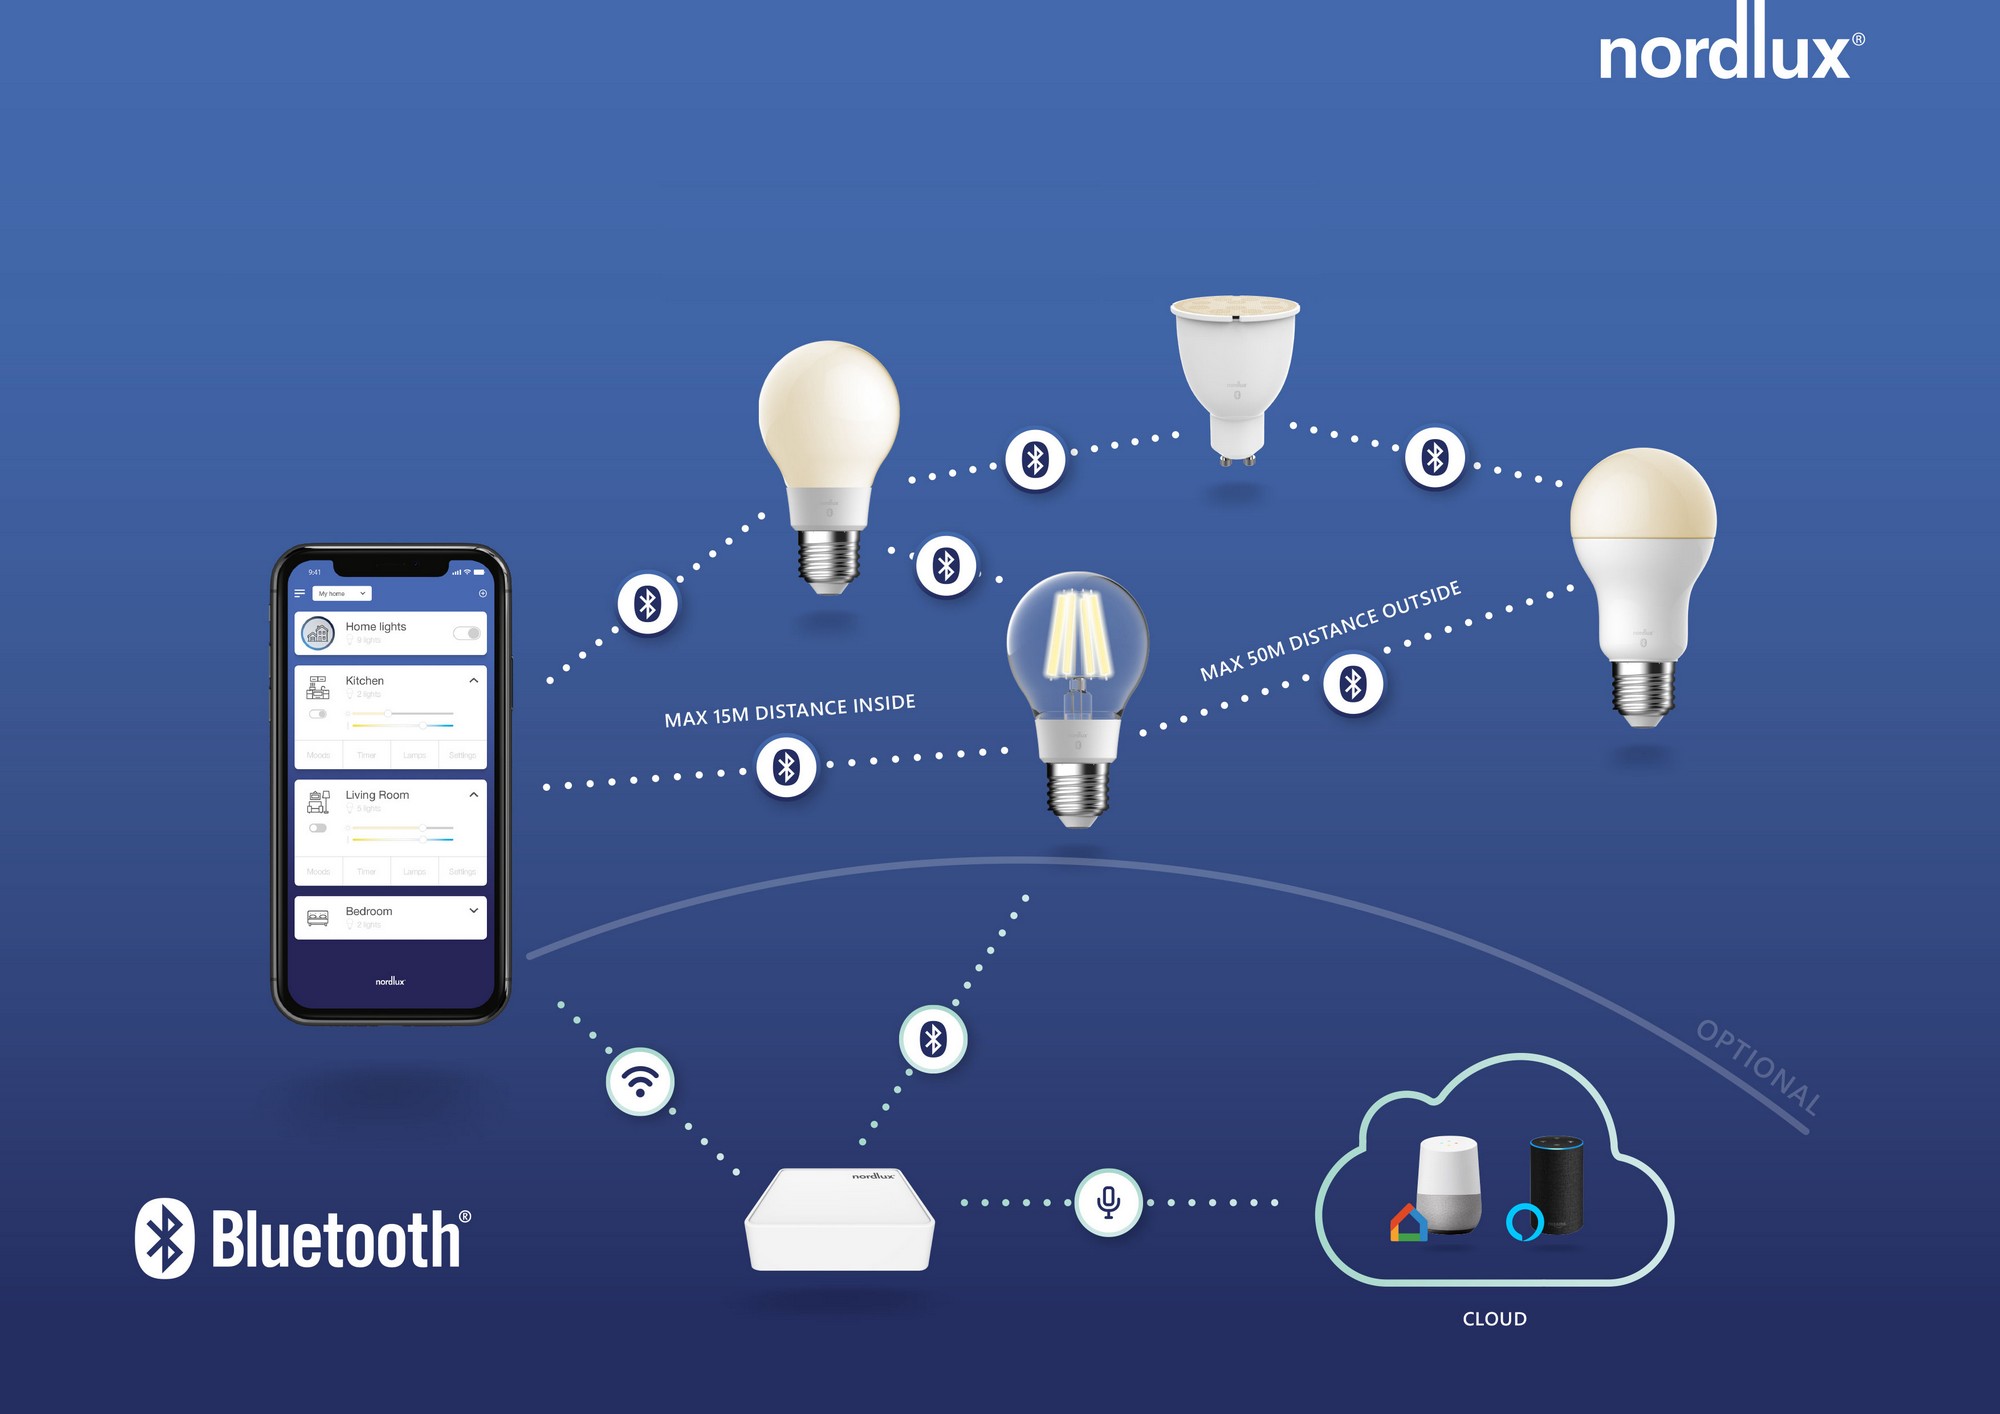 nordlux®
9:41
My home
Home lights
9 lights
Kitchen
2 lights
Moods Timer Lamps Settings
Living Room
5 lights
Moods Timer Lamps Settings
Bedroom
2 lights
nordlux
MAX 15M DISTANCE INSIDE
MAX 50M DISTANCE OUTSIDE
OPTIONAL
nordlux
Bluetooth®
CLOUD